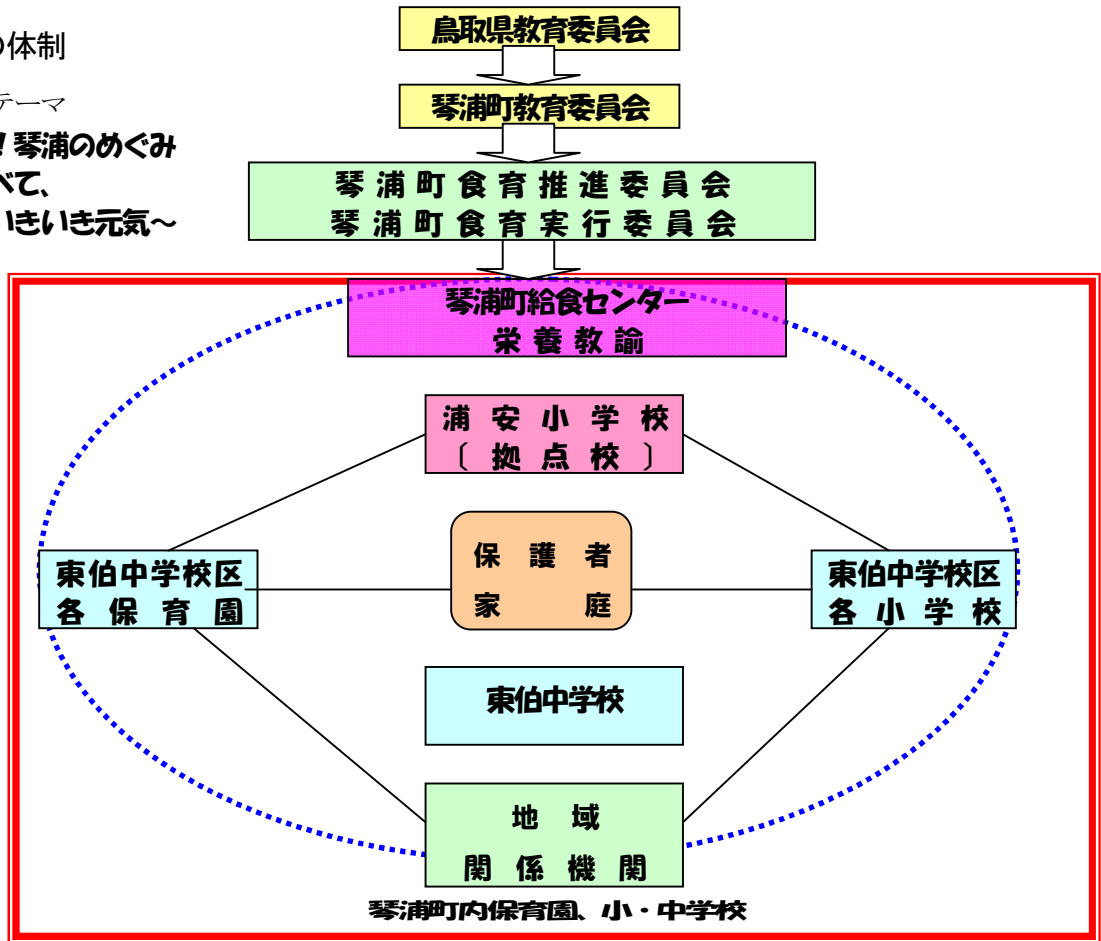 の体制
テーマ
！琴浦のめぐみ
べて、
いきいき元気～
鳥取県教育委員会
琴浦町教育委員会
琴浦町食育推進委員会
琴浦町食育実行委員会
琴浦町給食センター
栄養教諭
浦安小学校
〔拠点校〕
保護者
家庭
東伯中学校区
各保育園
東伯中学校区
各小学校
東伯中学校
地域
関係機関
琴浦町内保育園、小・中学校